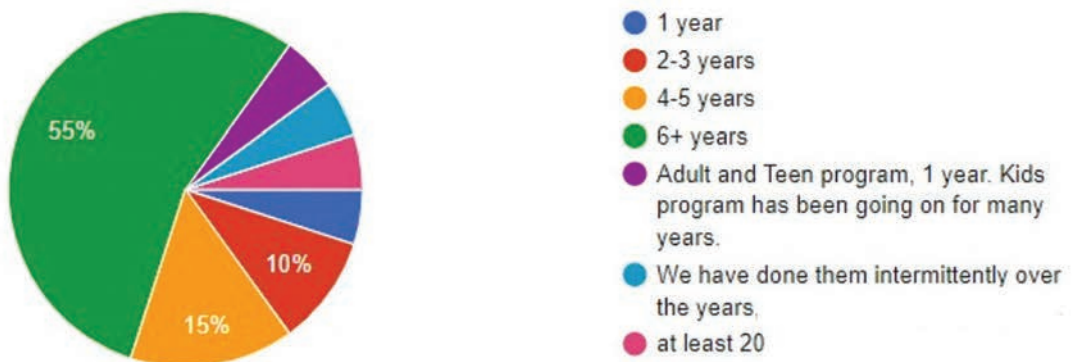 55%
10%
15%
1 year
2-3 years
4-5 years
6+ years
Adult and Teen program, 1 year. Kids
program has been going on for many
years.
We have done them intermittently over
the years,
at least 20